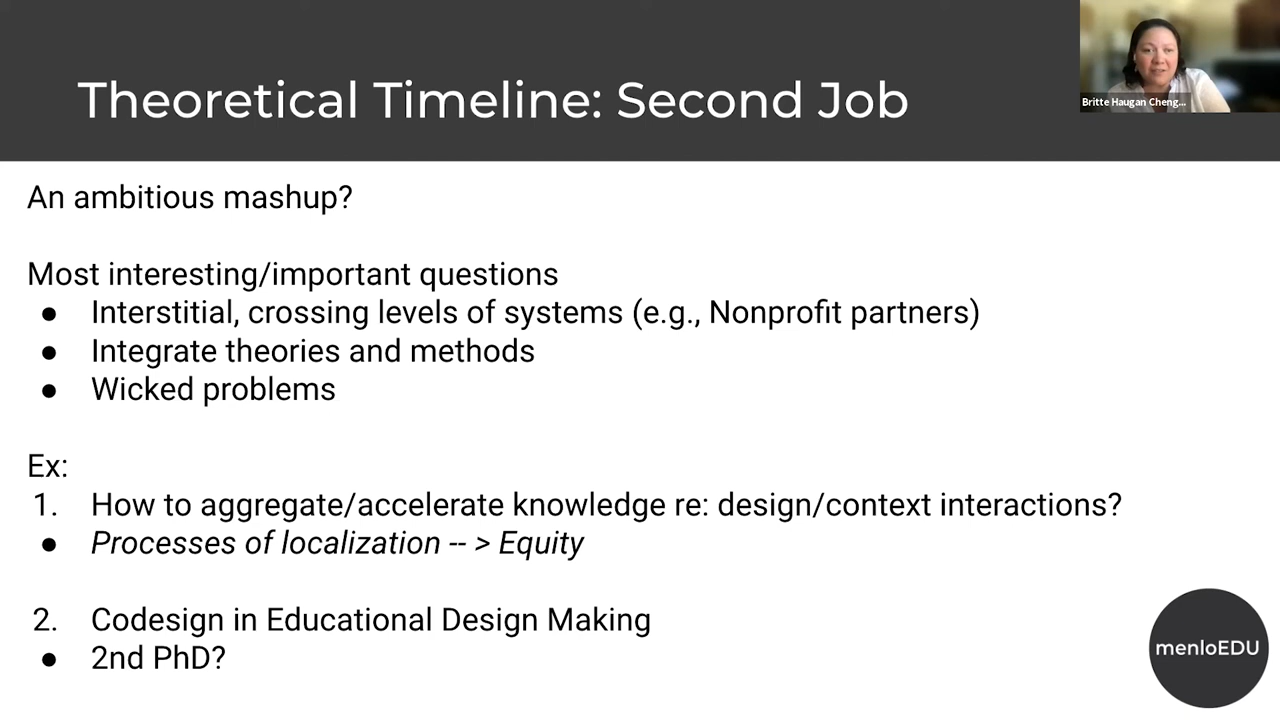 Theoretical Timeline: Second Job
Britte Haugan Cheng...
An ambitious mashup?
Most interesting/important questions
● Interstitial, crossing levels of systems (e.g., Nonprofit partners)
● Integrate theories and methods
● Wicked problems
Ex:
1. How to aggregate/accelerate knowledge re: design/context interactions?
● Processes of localization -- > Equity
2. Codesign in Educational Design Making
● 2nd PhD?
menloEDU